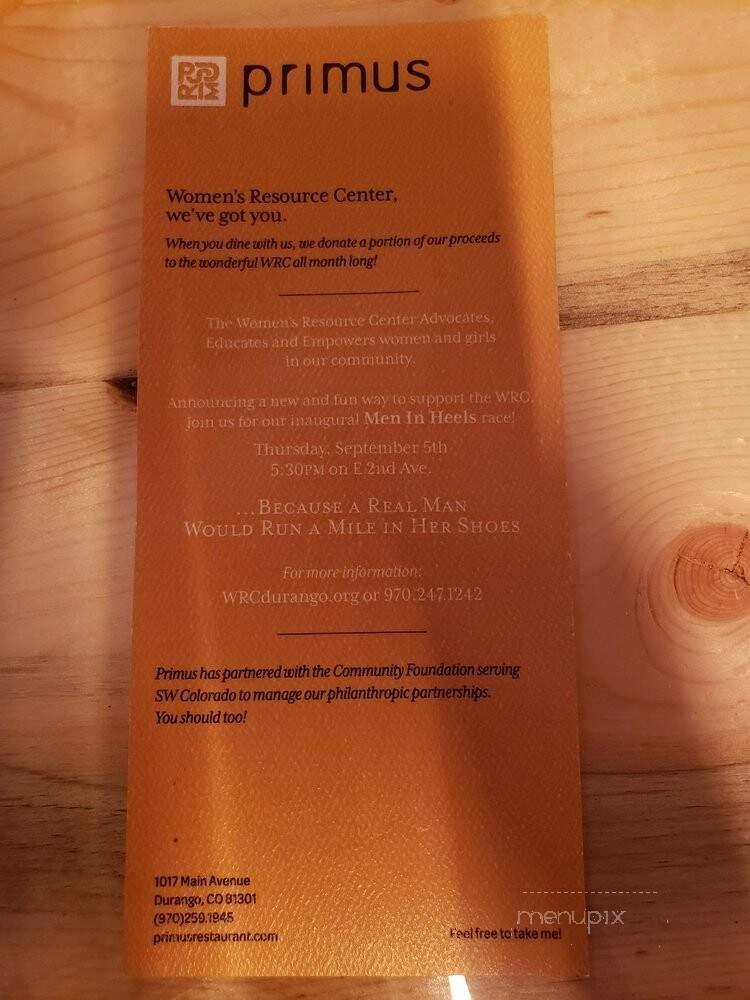 primus
Women's Resource Center,
we've got you.
When you dine with us, we donate a portion of our proceeds
to the wonderful WRC all month long!
The Women's Resource Center Advocates,
Educates and Empowers women and girls
in our community.
Announcing a new and fun way to support the WRC.
Join us for our inaugural Men In Heels race!
Thursday, September 5th
5:30PM on E 2nd Ave.
...Because a Real Man
Would Run a Mile in Her Shoes
For more information:
WRCdurango.org or 970.247.1242
Primus has partnered with the Community Foundation serving
SW Colorado to manage our philanthropic partnerships.
You should too!
1017 Main Avenue
Durango, CO 81301
(970)259.1945
primusrestaurant.com
Feel free to take me!
menupix